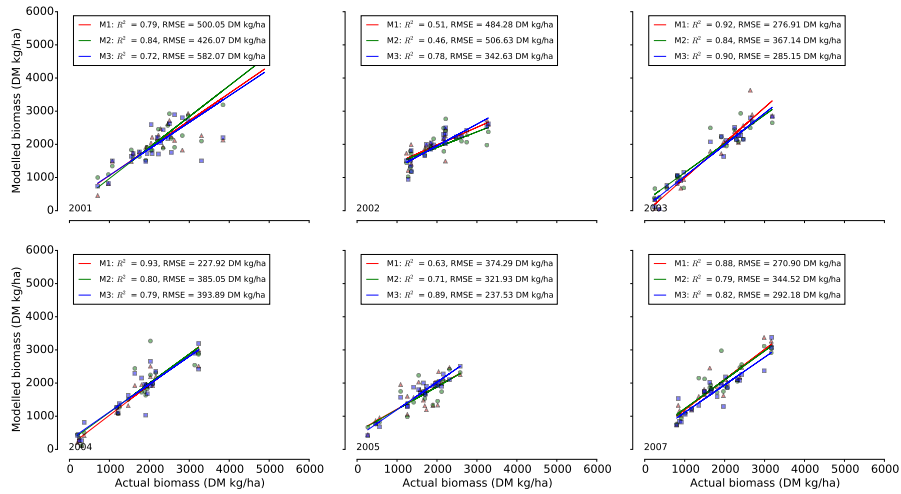 M1: R² = 0.79, RMSE = 500.05 DM kg/ha
M2: R² = 0.84, RMSE = 426.07 DM kg/ha
M3: R² = 0.72, RMSE = 582.07 DM kg/ha
M1: R² = 0.51, RMSE = 484.28 DM kg/ha
M2: R² = 0.46, RMSE = 506.63 DM kg/ha
M3: R² = 0.78, RMSE = 342.63 DM kg/ha
M1: R² = 0.92, RMSE = 276.91 DM kg/ha
M2: R² = 0.84, RMSE = 367.14 DM kg/ha
M3: R² = 0.90, RMSE = 285.15 DM kg/ha
Modelled biomass (DM kg/ha)
6000
5000
4000
3000
2000
1000
0
2001
2002
2003
M1: R² = 0.93, RMSE = 227.92 DM kg/ha
M2: R² = 0.80, RMSE = 385.05 DM kg/ha
M3: R² = 0.79, RMSE = 393.89 DM kg/ha
M1: R² = 0.63, RMSE = 374.29 DM kg/ha
M2: R² = 0.71, RMSE = 321.93 DM kg/ha
M3: R² = 0.89, RMSE = 237.53 DM kg/ha
M1: R² = 0.88, RMSE = 270.90 DM kg/ha
M2: R² = 0.79, RMSE = 344.52 DM kg/ha
M3: R² = 0.82, RMSE = 292.18 DM kg/ha
Modelled biomass (DM kg/ha)
6000
5000
4000
3000
2000
1000
0
2004
2005
2007
0 1000 2000 3000 4000 5000 6000
0 1000 2000 3000 4000 5000 6000
0 1000 2000 3000 4000 5000 6000
Actual biomass (DM kg/ha)
Actual biomass (DM kg/ha)
Actual biomass (DM kg/ha)